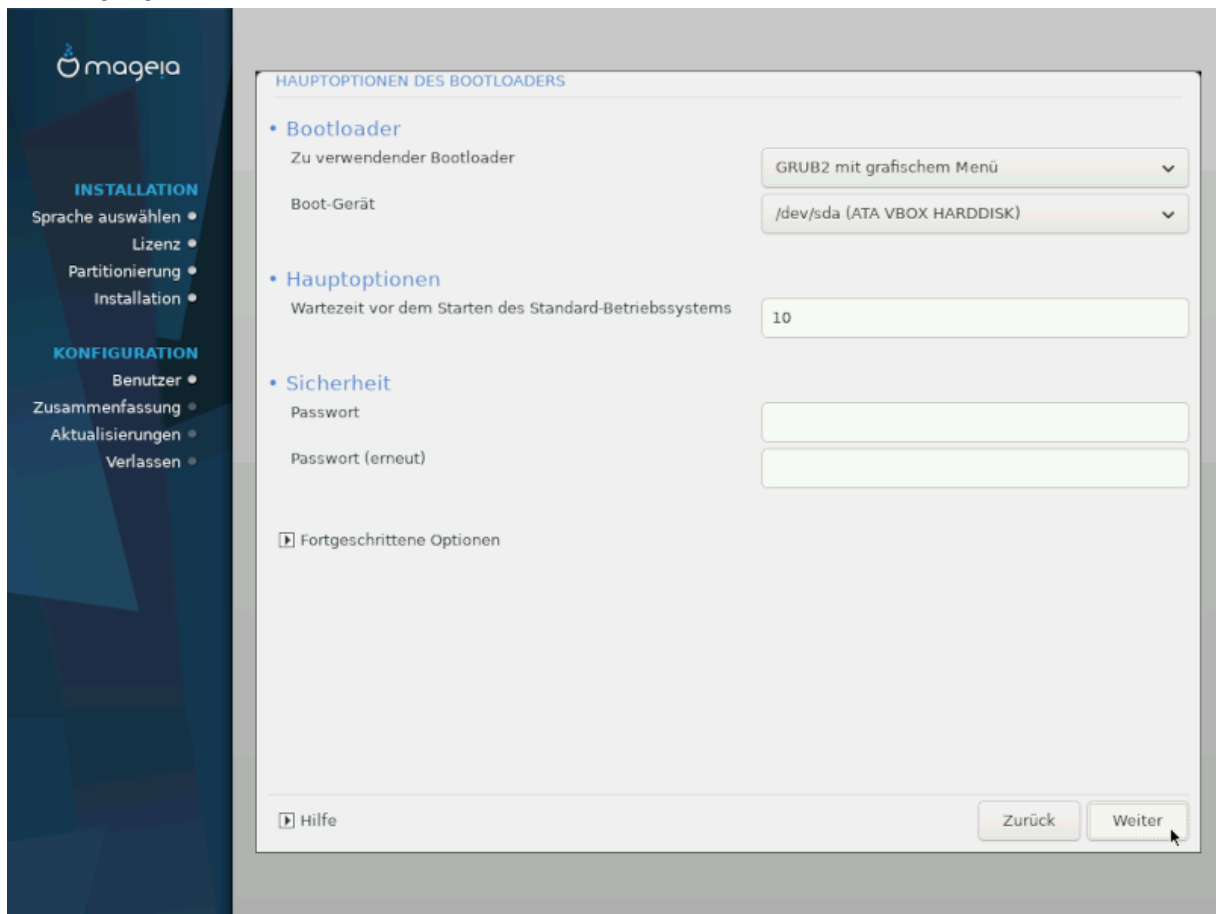 mageia
INSTALLATION
Sprache auswählen
Lizenz
Partitionierung
Installation
KONFIGURATION
Benutzer
Zusammenfassung
Aktualisierungen
Verlassen
HAUPTOPTIONEN DES BOOTLOADERS
• Bootloader
Zu verwendender Bootloader
GRUB2 mit grafischem Menü
Boot-Gerät
/dev/sda (ATA VBOX HARDDISK)
• Hauptoptionen
Wartezeit vor dem Starten des Standard-Betriebssystems
10
• Sicherheit
Passwort
Passwort (erneut)
Fortgeschrittene Optionen
Hilfe
Zurück
Weiter